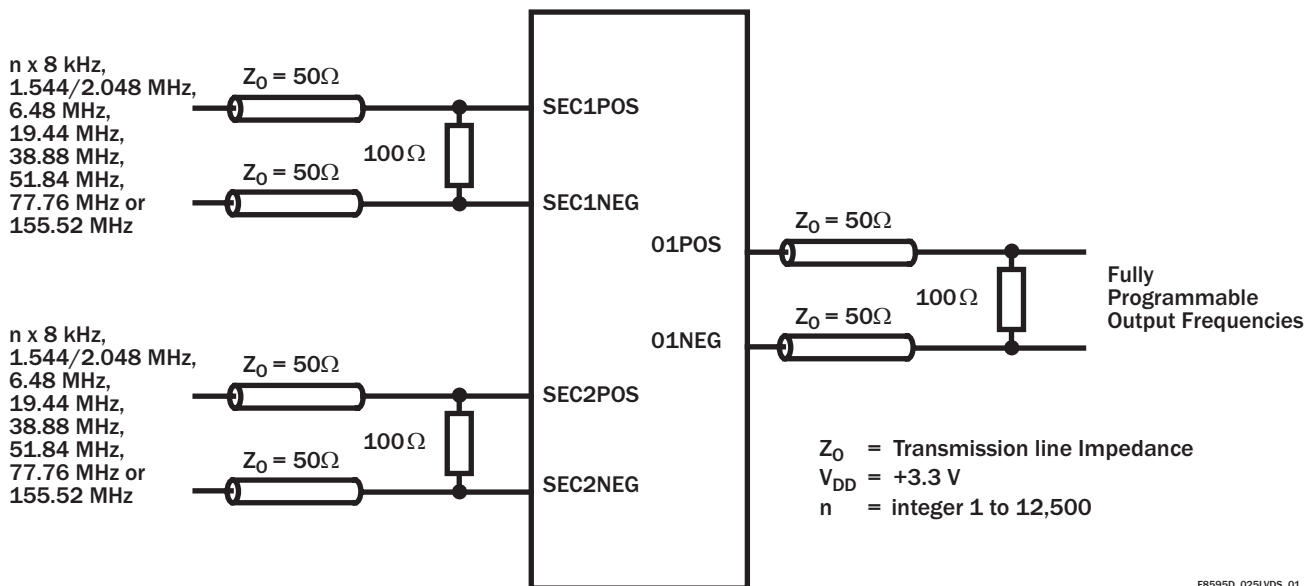 n x 8 kHz,
1.544/2.048 MHz,
6.48 MHz,
19.44 MHz,
38.88 MHz,
51.84 MHz,
77.76 MHz or
155.52 MHz
Z₀ = 50Ω
100Ω
Z₀ = 50Ω
SEC1POS
SEC1NEG
01POS
01NEG
Z₀ = 50Ω
100Ω
Z₀ = 50Ω
Fully
Programmable
Output Frequencies
n x 8 kHz,
1.544/2.048 MHz,
6.48 MHz,
19.44 MHz,
38.88 MHz,
51.84 MHz,
77.76 MHz or
155.52 MHz
Z₀ = 50Ω
100Ω
Z₀ = 50Ω
SEC2POS
SEC2NEG
Z₀ = Transmission line Impedance
V_DD = +3.3 V
n = integer 1 to 12,500
F8595D_025LVDS_01